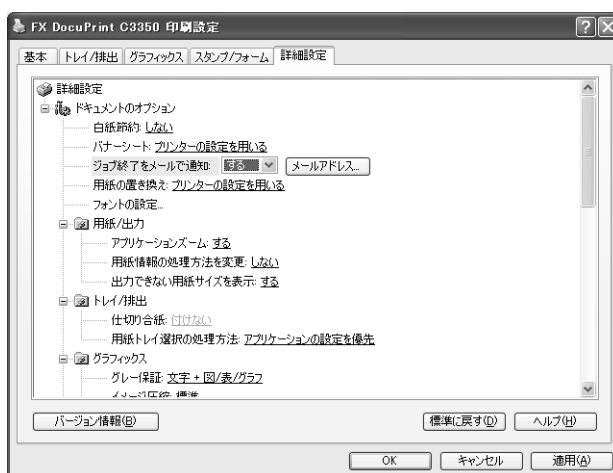 FX DocuPrint C3350 印刷設定
基本 トレイ/排出 グラフィックス スタンプ/フォーム 詳細設定
詳細設定
ドキュメントのオプション
白紙節約: しない
バナーシート: プリンターの設定を用いる
ジョブ終了をメールで通知: する メールアドレス...
用紙の置き換え: プリンターの設定を用いる
フォントの設定...
用紙/出力
アプリケーションズーム: する
用紙情報の処理方法を変更: しない
出力できない用紙サイズを表示: する
トレイ/排出
仕切り合紙: 付けない
用紙トレイ選択の処理方法: アプリケーションの設定を優先
グラフィックス
グレー保証: 文字 + 図/表/グラフ
イメージ圧縮: 標準
バージョン情報(B) 標準に戻す(D) ヘルプ(H)
OK キャンセル 適用(A)